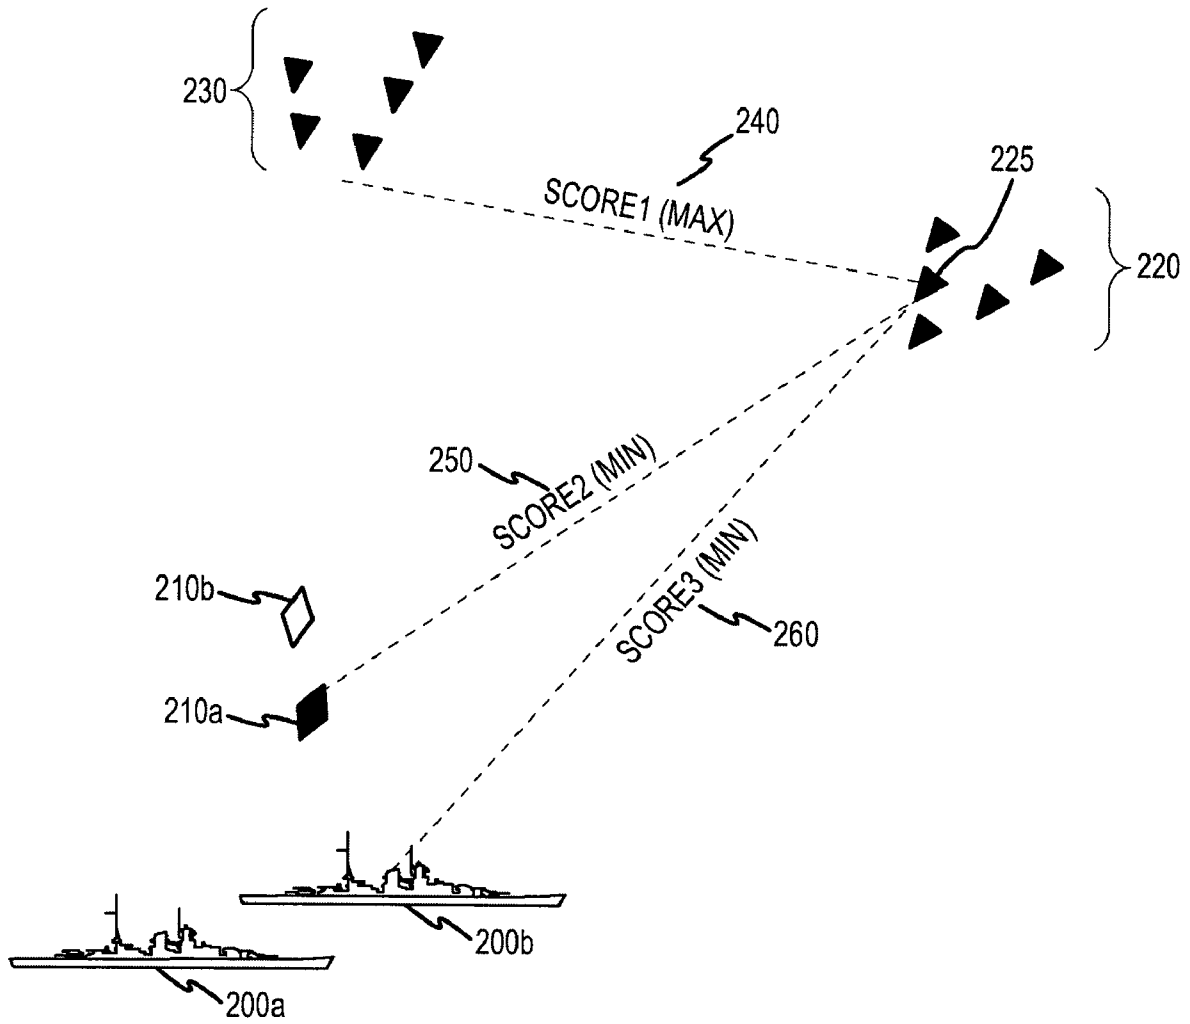 230
240
SCORE1 (MAX)
225
220
250
SCORE2 (MIN)
SCORE3 (MIN)
260
210b
210a
200b
200a